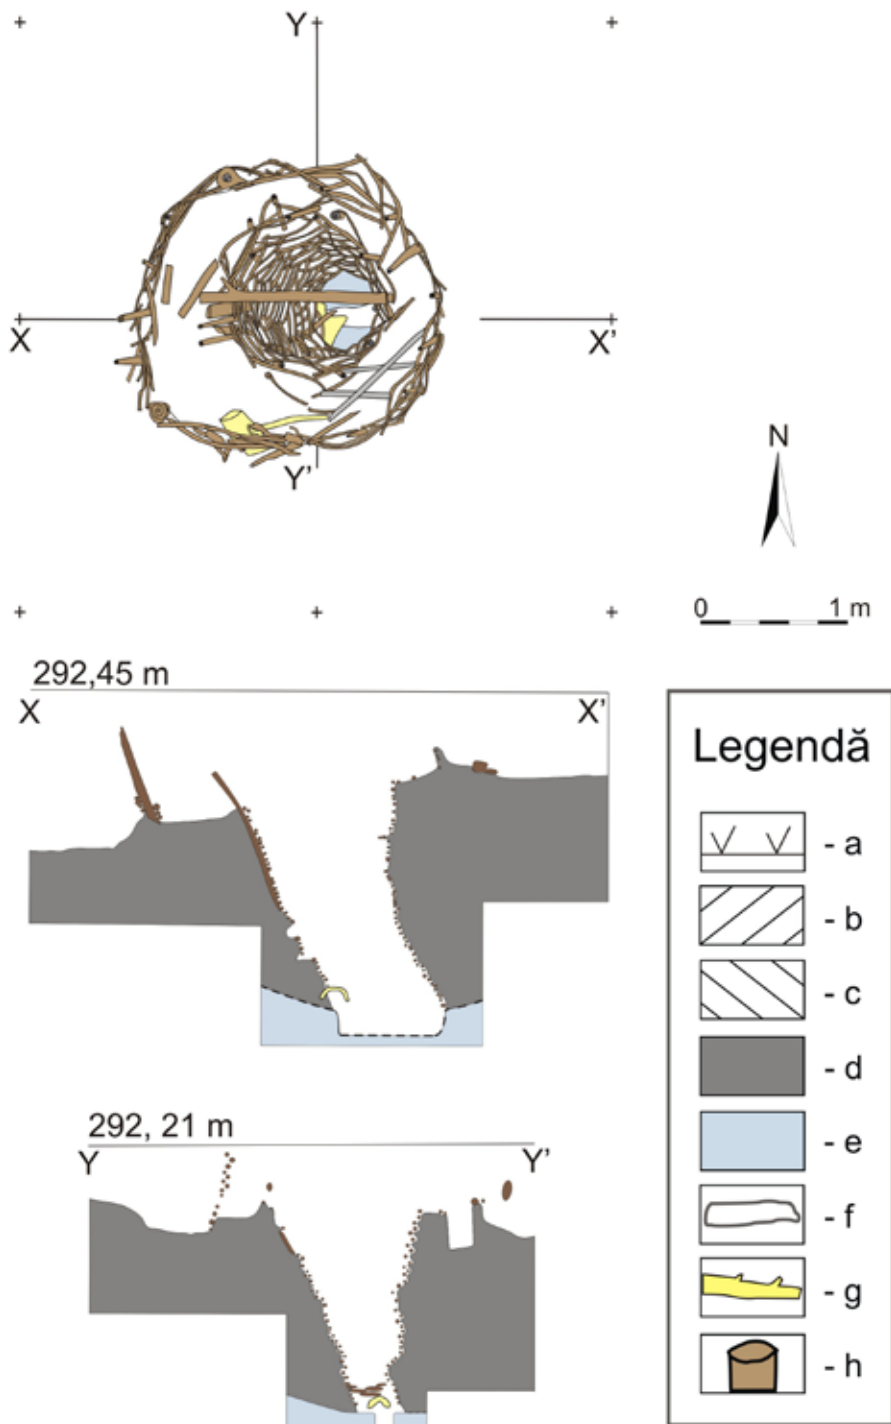 Y
X X'
Y'
N
0 1 m
292,45 m
X X'
292, 21 m
Y Y'
Legendă
- a
- b
- c
- d
- e
- f
- g
- h